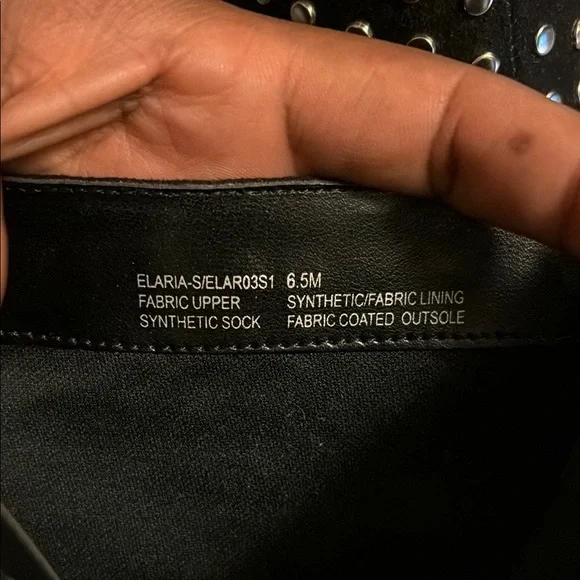 ELARIA-S/ELAR03S1 6.5M
FABRIC UPPER SYNTHETIC/FABRIC LINING
SYNTHETIC SOCK FABRIC COATED OUTSOLE